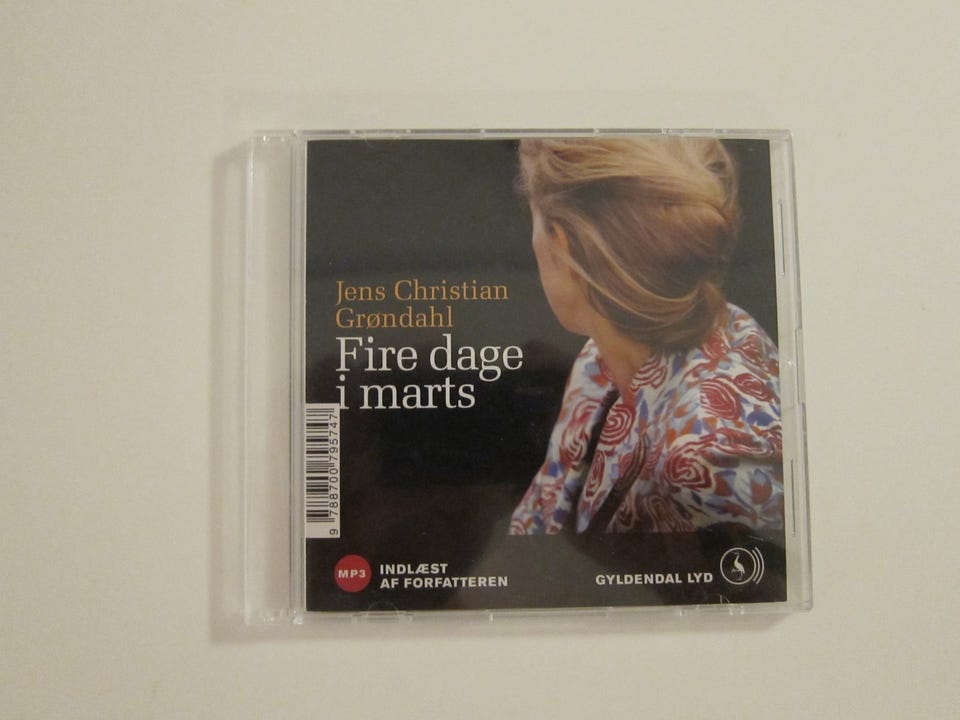 Jens Christian
Grøndahl
Fire dage
i marts
9 788700 795747
MP3
INDLÆST
AF FORFATTEREN
GYLDENDAL LYD